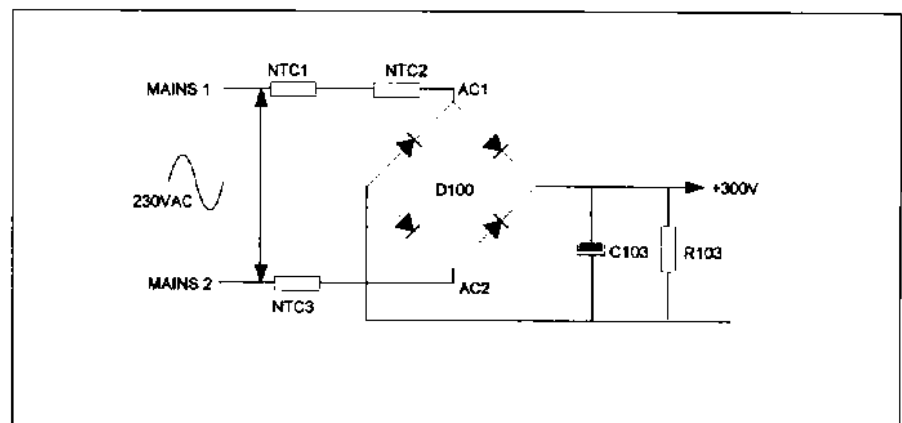 NTC1
NTC2
MAINS 1
AC1
230VAC
D100
+300V
C103
R103
MAINS 2
NTC3
AC2